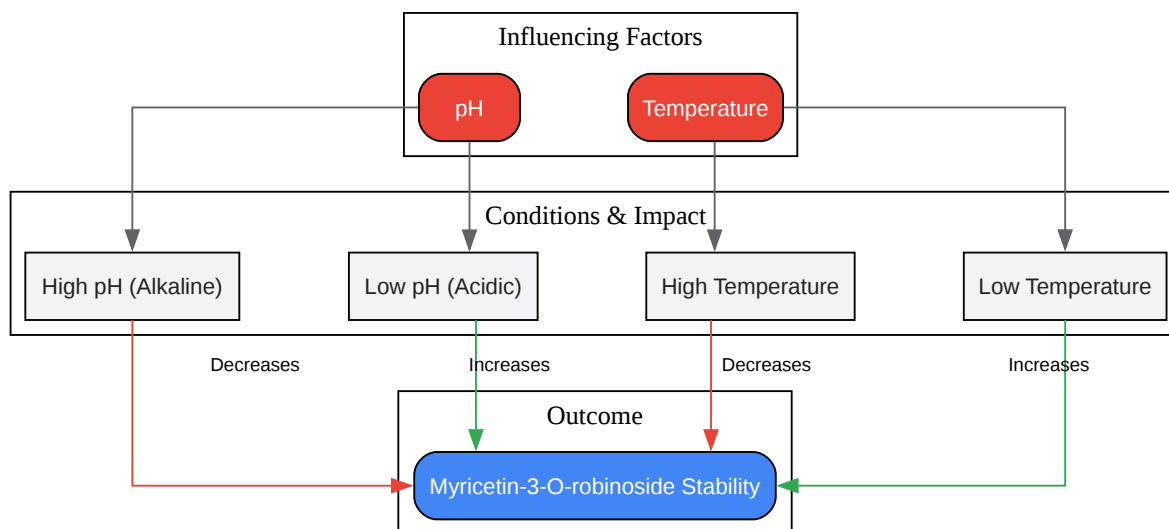 Influencing Factors
pH
Temperature
Conditions & Impact
High pH (Alkaline)
Low pH (Acidic)
High Temperature
Low Temperature
Decreases
Increases
Decreases
Increases
Outcome
Myricetin-3-O-robinoside Stability